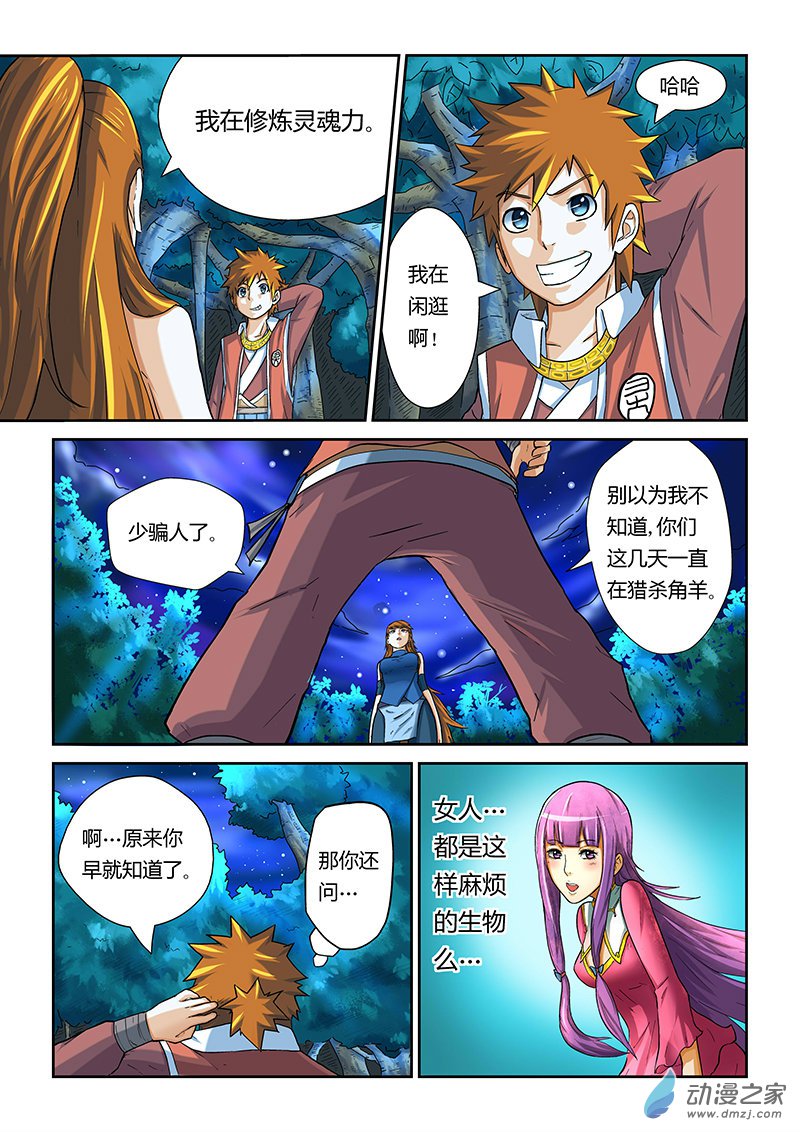 我在修炼灵魂力。
哈哈
我在
闲逛
啊！
少骗人了。
别以为我不
知道,你们
这几天一直
在猎杀角羊。
啊…原来你
早就知道了。
那你还
问…
女人…
都是这
样麻烦
的生物
么…
动漫之家
www.dmzj.com